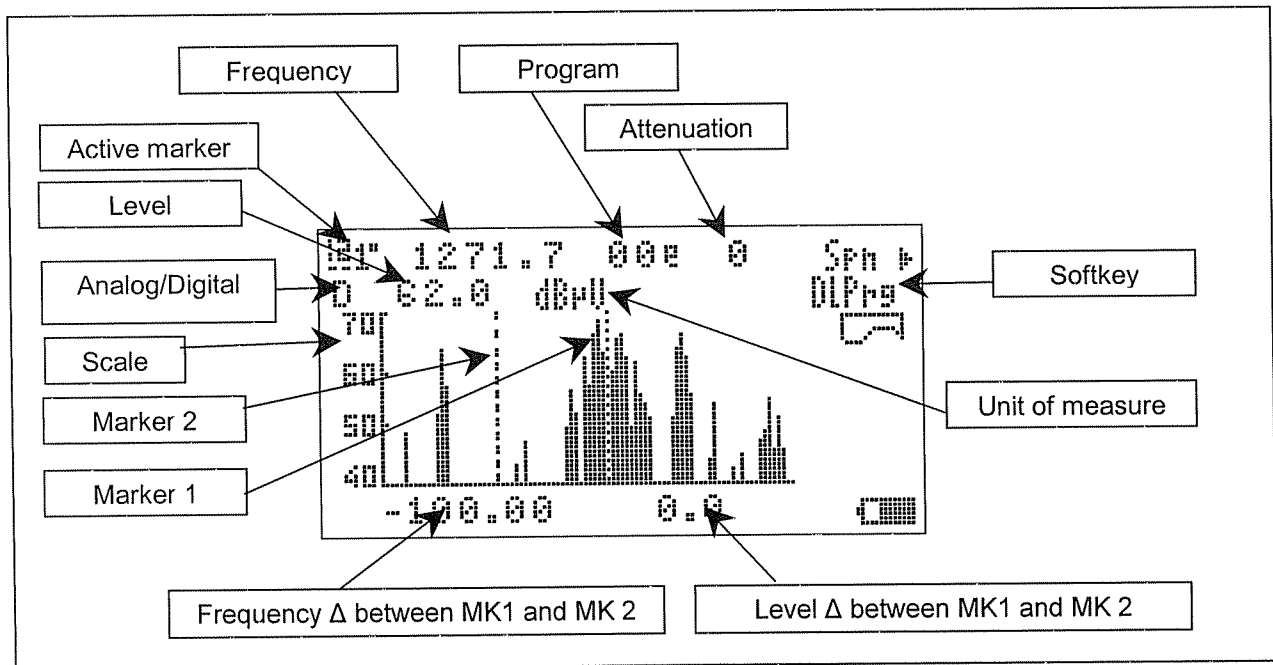 Frequency
Program
Attenuation
Active marker
Level
Analog/Digital
Scale
Marker 2
Marker 1
1271.7 00 0 Spn
D 62.0 dBµV DLPrg
70
60
50
40
-100.00 0.0
Softkey
Unit of measure
Frequency Δ between MK1 and MK 2
Level Δ between MK1 and MK 2